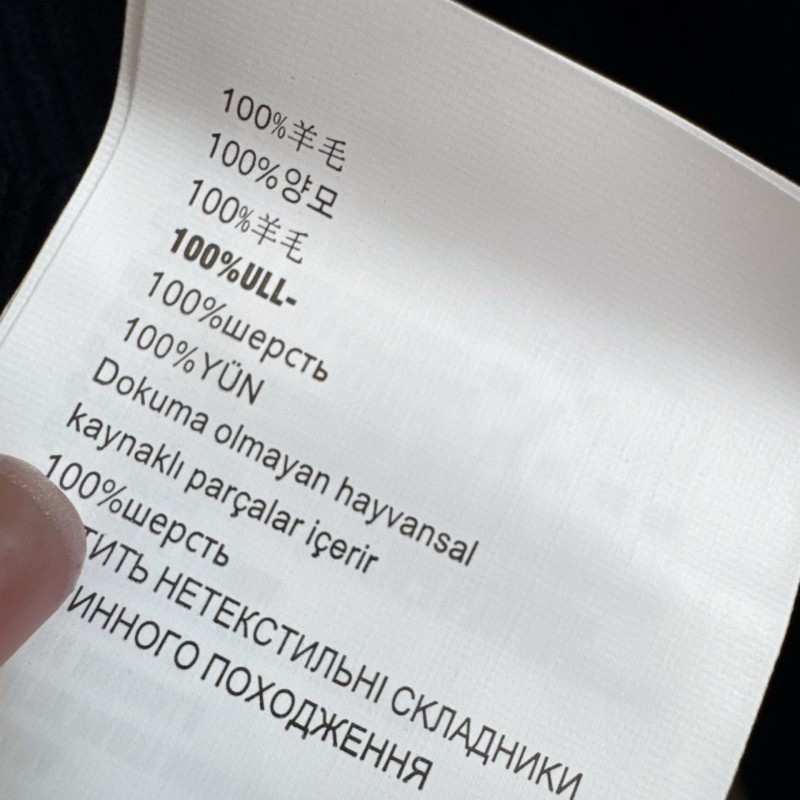 100%羊毛
100%양모
100%羊毛
100%ULL-
100%шерсть
100%YÜN
Dokuma olmayan hayvansal
kaynaklı parçalar içerir
100%шерсть
НЕТЕКСТИЛЬНІ СКЛАДНИКИ
ПОХОДЖЕННЯ